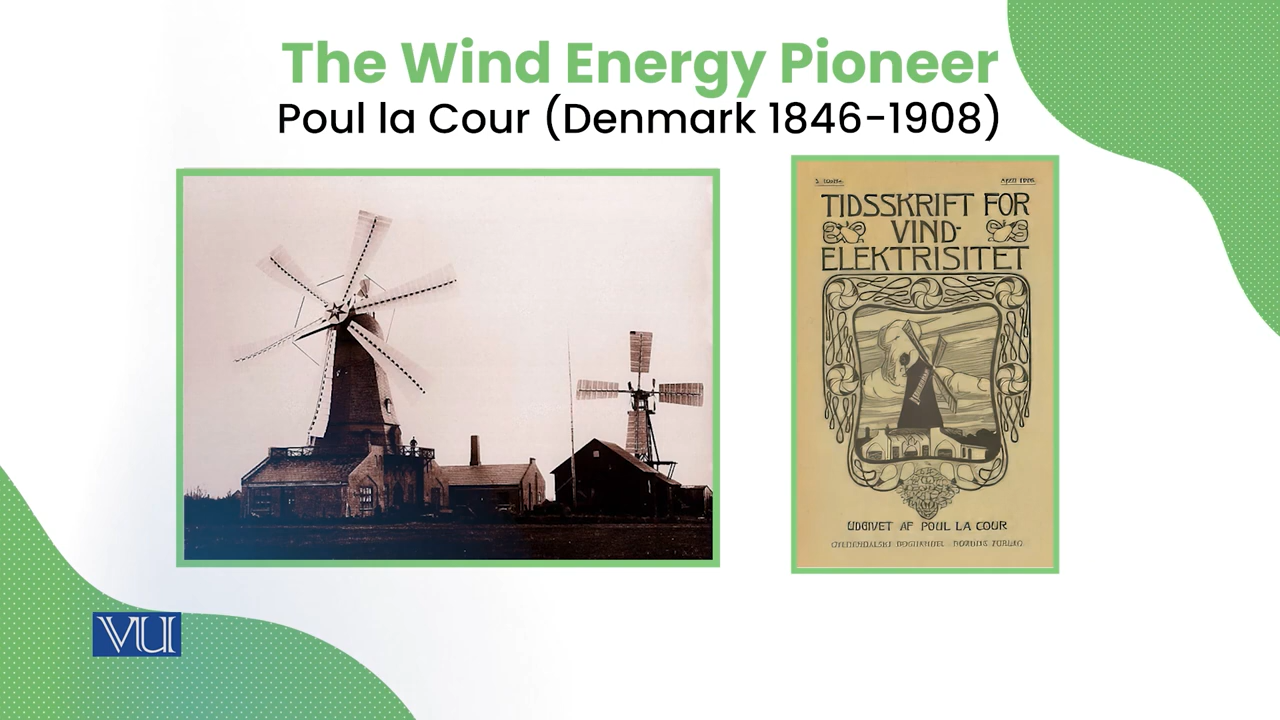 The Wind Energy Pioneer
Poul la Cour (Denmark 1846-1908)
TIDSSKRIFT FOR
VIND-
ELEKTRISITET
UDGIVET AF POUL LA COUR
VU